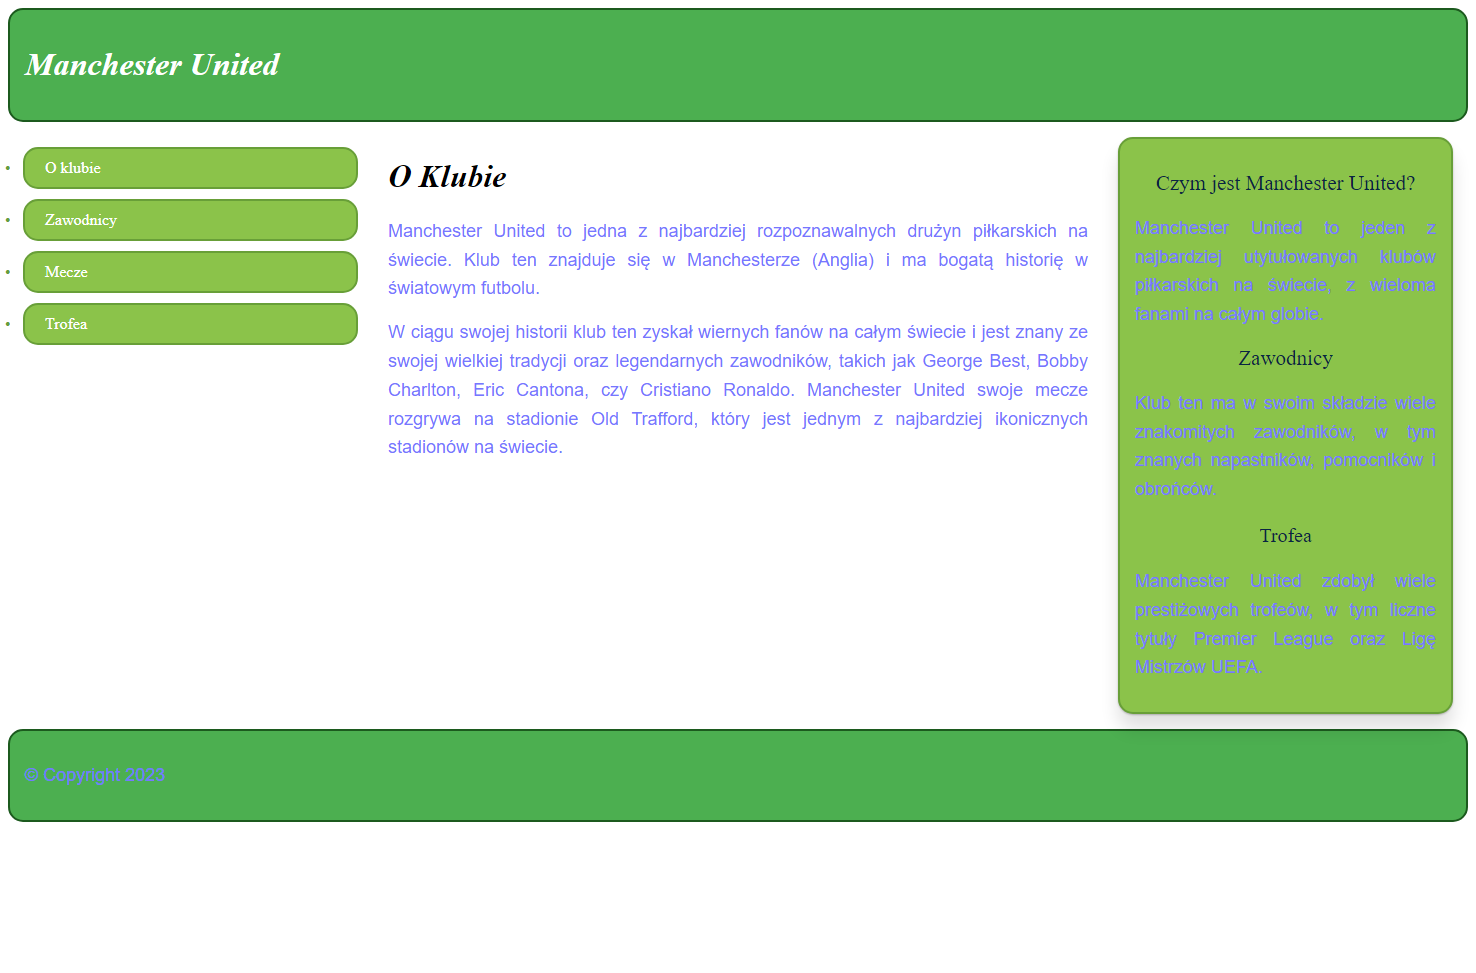 Manchester United
O klubie
Zawodnicy
Mecze
Trofea
O Klubie
Manchester United to jedna z najbardziej rozpoznawalnych drużyn piłkarskich na
świecie. Klub ten znajduje się w Manchesterze (Anglia) i ma bogatą historię w
światowym futbolu.
W ciągu swojej historii klub ten zyskał wiernych fanów na całym świecie i jest znany ze
swojej wielkiej tradycji oraz legendarnych zawodników, takich jak George Best, Bobby
Charlton, Eric Cantona, czy Cristiano Ronaldo. Manchester United swoje mecze
rozgrywa na stadionie Old Trafford, który jest jednym z najbardziej ikonicznych
stadionów na świecie.
Czym jest Manchester United?
Manchester United to jeden z
najbardziej utytułowanych klubów
piłkarskich na świecie, z wieloma
fanami na całym globie.
Zawodnicy
Klub ten ma w swoim składzie wiele
znakomitych zawodników, w tym
znanych napastników, pomocników i
obrońców.
Trofea
Manchester United zdobył wiele
prestiżowych trofeów, w tym liczne
tytuły Premier League oraz Ligę
Mistrzów UEFA.
© Copyright 2023